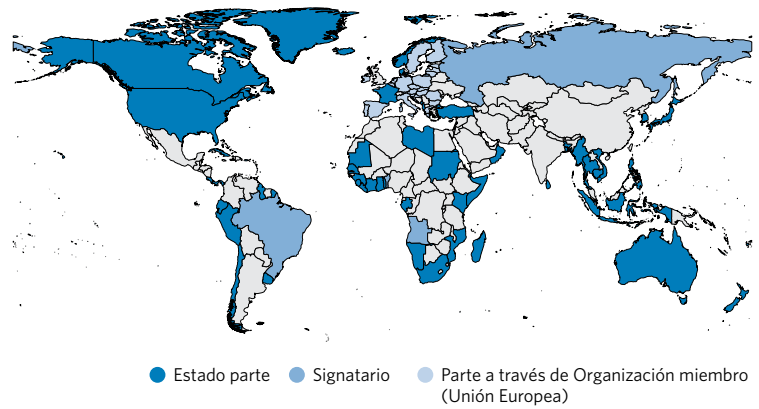 Estado parte
Signatario
Parte a través de Organización miembro
(Unión Europea)